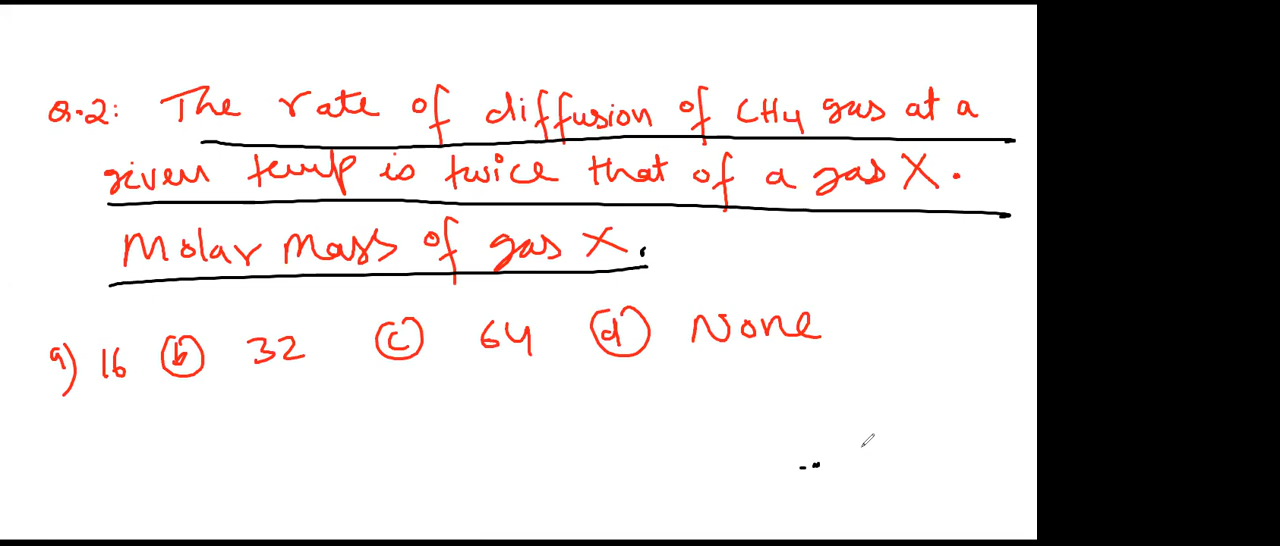 Q.2: The rate of diffusion of CH4 gas at a
given temp is twice that of a gas X.
Molar Mass of gas X.
a) 16 (b) 32 (c) 64 (d) None